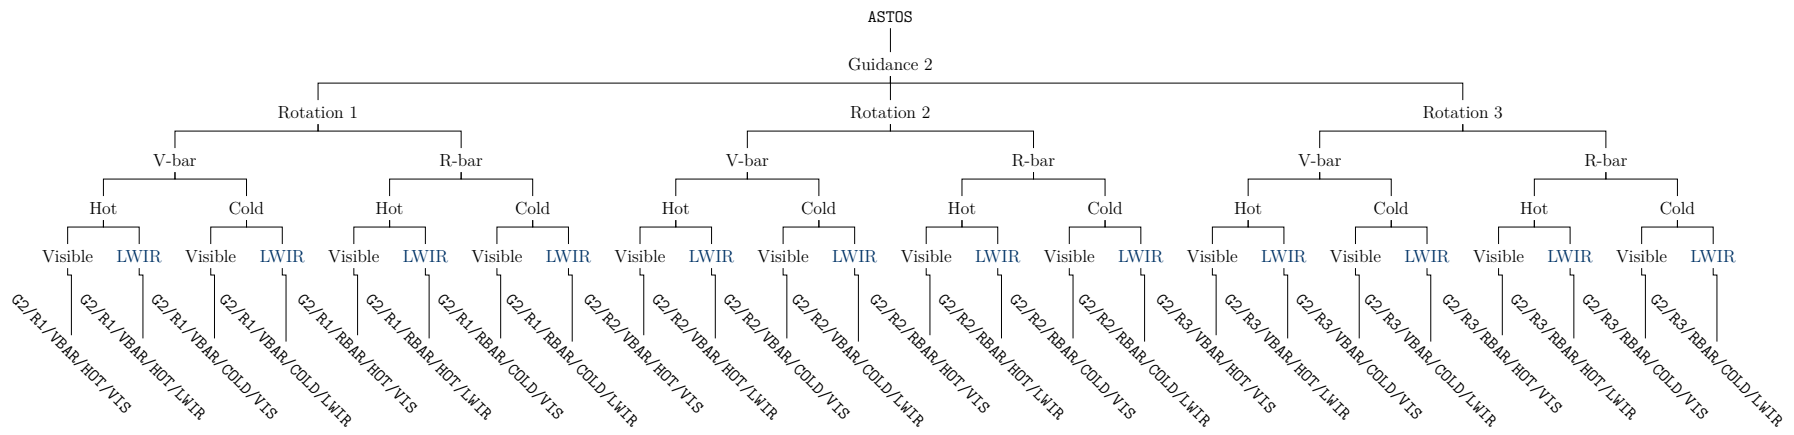 ASTOS
Guidance 2
Rotation 1 Rotation 2 Rotation 3
V-bar R-bar V-bar R-bar V-bar R-bar
Hot Cold Hot Cold Hot Cold Hot Cold Hot Cold Hot Cold
Visible LWIR Visible LWIR Visible LWIR Visible LWIR Visible LWIR Visible LWIR Visible LWIR Visible LWIR Visible LWIR Visible LWIR Visible LWIR Visible LWIR
G2/R1/VBAR/HOT/VIS
G2/R1/VBAR/HOT/LWIR
G2/R1/VBAR/COLD/VIS
G2/R1/VBAR/COLD/LWIR
G2/R1/RBAR/HOT/VIS
G2/R1/RBAR/HOT/LWIR
G2/R1/RBAR/COLD/VIS
G2/R1/RBAR/COLD/LWIR
G2/R2/VBAR/HOT/VIS
G2/R2/VBAR/HOT/LWIR
G2/R2/VBAR/COLD/VIS
G2/R2/VBAR/COLD/LWIR
G2/R2/RBAR/HOT/VIS
G2/R2/RBAR/HOT/LWIR
G2/R2/RBAR/COLD/VIS
G2/R2/RBAR/COLD/LWIR
G2/R3/VBAR/HOT/VIS
G2/R3/VBAR/HOT/LWIR
G2/R3/VBAR/COLD/VIS
G2/R3/VBAR/COLD/LWIR
G2/R3/RBAR/HOT/VIS
G2/R3/RBAR/HOT/LWIR
G2/R3/RBAR/COLD/VIS
G2/R3/RBAR/COLD/LWIR